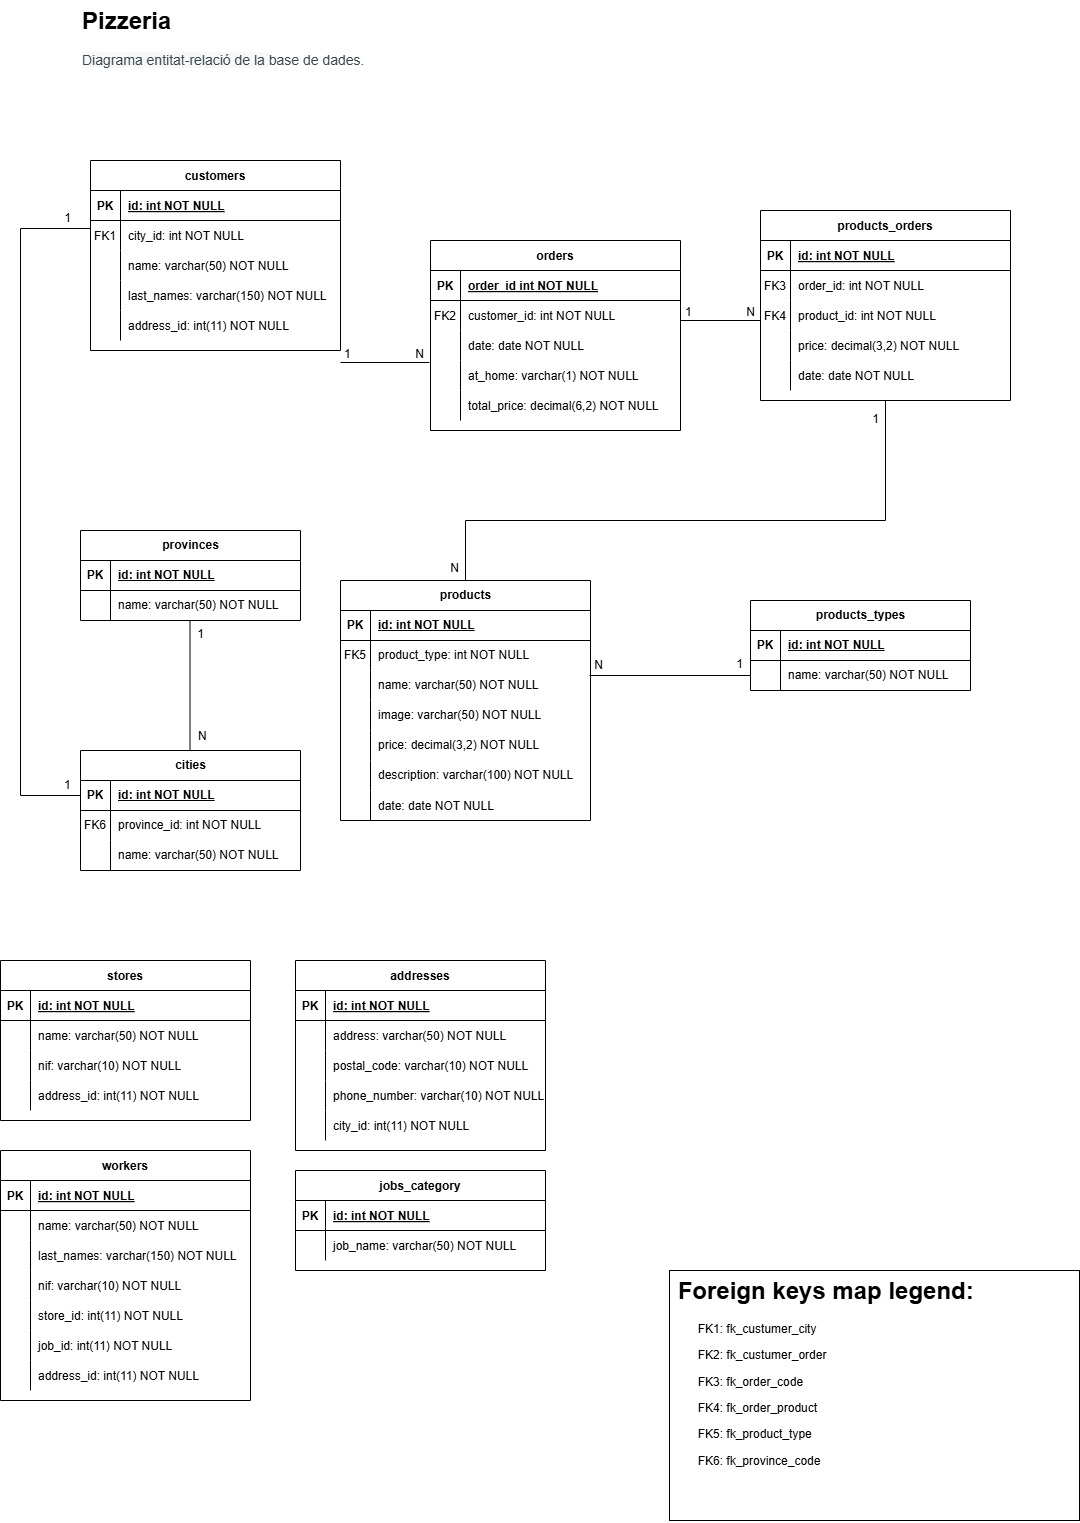 Pizzeria
Diagrama entitat-relació de la base de dades.
customers
PK id: int NOT NULL
FK1 city_id: int NOT NULL
name: varchar(50) NOT NULL
last_names: varchar(150) NOT NULL
address_id: int(11) NOT NULL
1
1
N
orders
PK order_id int NOT NULL
FK2 customer_id: int NOT NULL
date: date NOT NULL
at_home: varchar(1) NOT NULL
total_price: decimal(6,2) NOT NULL
1
N
products_orders
PK id: int NOT NULL
FK3 order_id: int NOT NULL
FK4 product_id: int NOT NULL
price: decimal(3,2) NOT NULL
date: date NOT NULL
1
N
provinces
PK id: int NOT NULL
name: varchar(50) NOT NULL
1
N
products
PK id: int NOT NULL
FK5 product_type: int NOT NULL
name: varchar(50) NOT NULL
image: varchar(50) NOT NULL
price: decimal(3,2) NOT NULL
description: varchar(100) NOT NULL
date: date NOT NULL
N
1
products_types
PK id: int NOT NULL
name: varchar(50) NOT NULL
1
cities
PK id: int NOT NULL
FK6 province_id: int NOT NULL
name: varchar(50) NOT NULL
stores
PK id: int NOT NULL
name: varchar(50) NOT NULL
nif: varchar(10) NOT NULL
address_id: int(11) NOT NULL
addresses
PK id: int NOT NULL
address: varchar(50) NOT NULL
postal_code: varchar(10) NOT NULL
phone_number: varchar(10) NOT NULL
city_id: int(11) NOT NULL
workers
PK id: int NOT NULL
name: varchar(50) NOT NULL
last_names: varchar(150) NOT NULL
nif: varchar(10) NOT NULL
store_id: int(11) NOT NULL
job_id: int(11) NOT NULL
address_id: int(11) NOT NULL
jobs_category
PK id: int NOT NULL
job_name: varchar(50) NOT NULL
Foreign keys map legend:
FK1: fk_custumer_city
FK2: fk_custumer_order
FK3: fk_order_code
FK4: fk_order_product
FK5: fk_product_type
FK6: fk_province_code